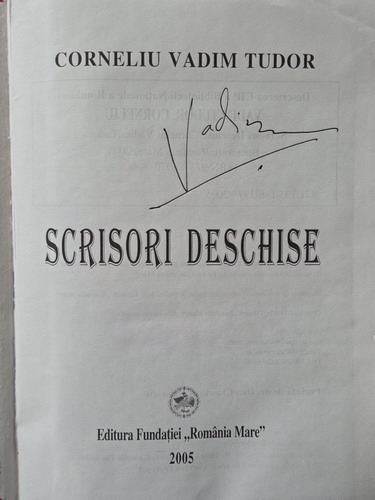 CORNELIU VADIM TUDOR
Vadim
SCRISORI DESCHISE
Editura Fundației „România Mare”
2005